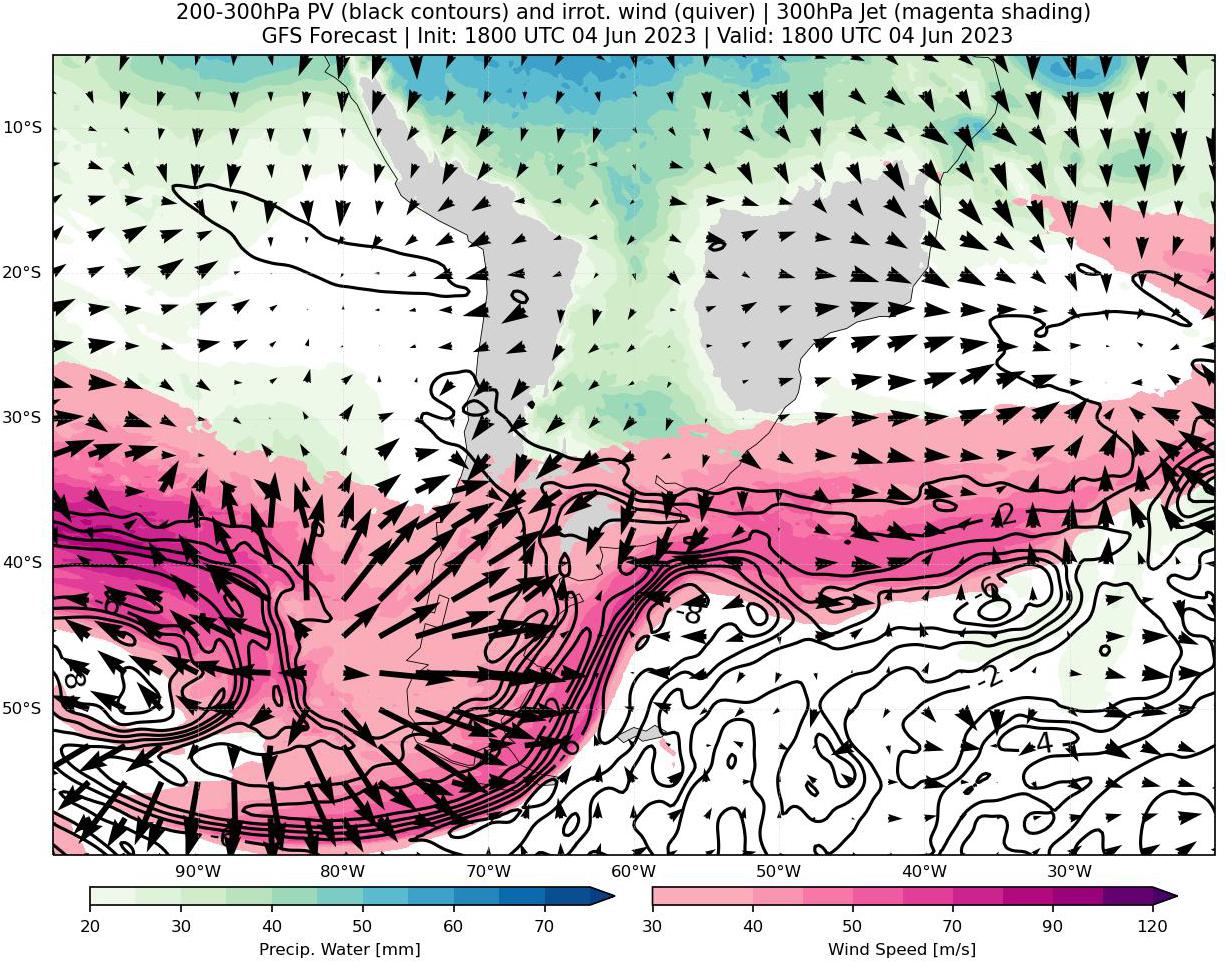 200-300hPa PV (black contours) and irrot. wind (quiver) | 300hPa Jet (magenta shading)
GFS Forecast | Init: 1800 UTC 04 Jun 2023 | Valid: 1800 UTC 04 Jun 2023
10°S
20°S
30°S
40°S
50°S
-2
-6
-8
-8
-2
-4
90°W 80°W 70°W 60°W 50°W 40°W 30°W
20 30 40 50 60 70
Precip. Water [mm]
30 40 50 70 90 120
Wind Speed [m/s]